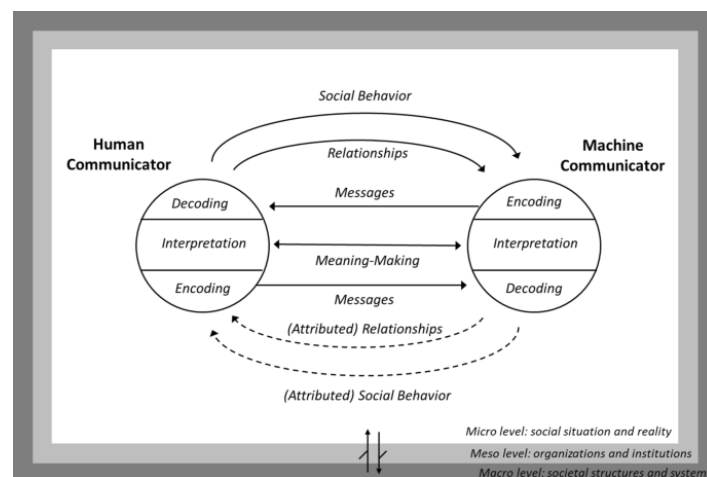 Social Behavior
Human
Communicator
Machine
Communicator
Relationships
Messages
Decoding
Interpretation
Encoding
Encoding
Interpretation
Decoding
Meaning-Making
Messages
(Attributed) Relationships
(Attributed) Social Behavior
Micro level: social situation and reality
Meso level: organizations and institutions
Macro level: societal structures and system